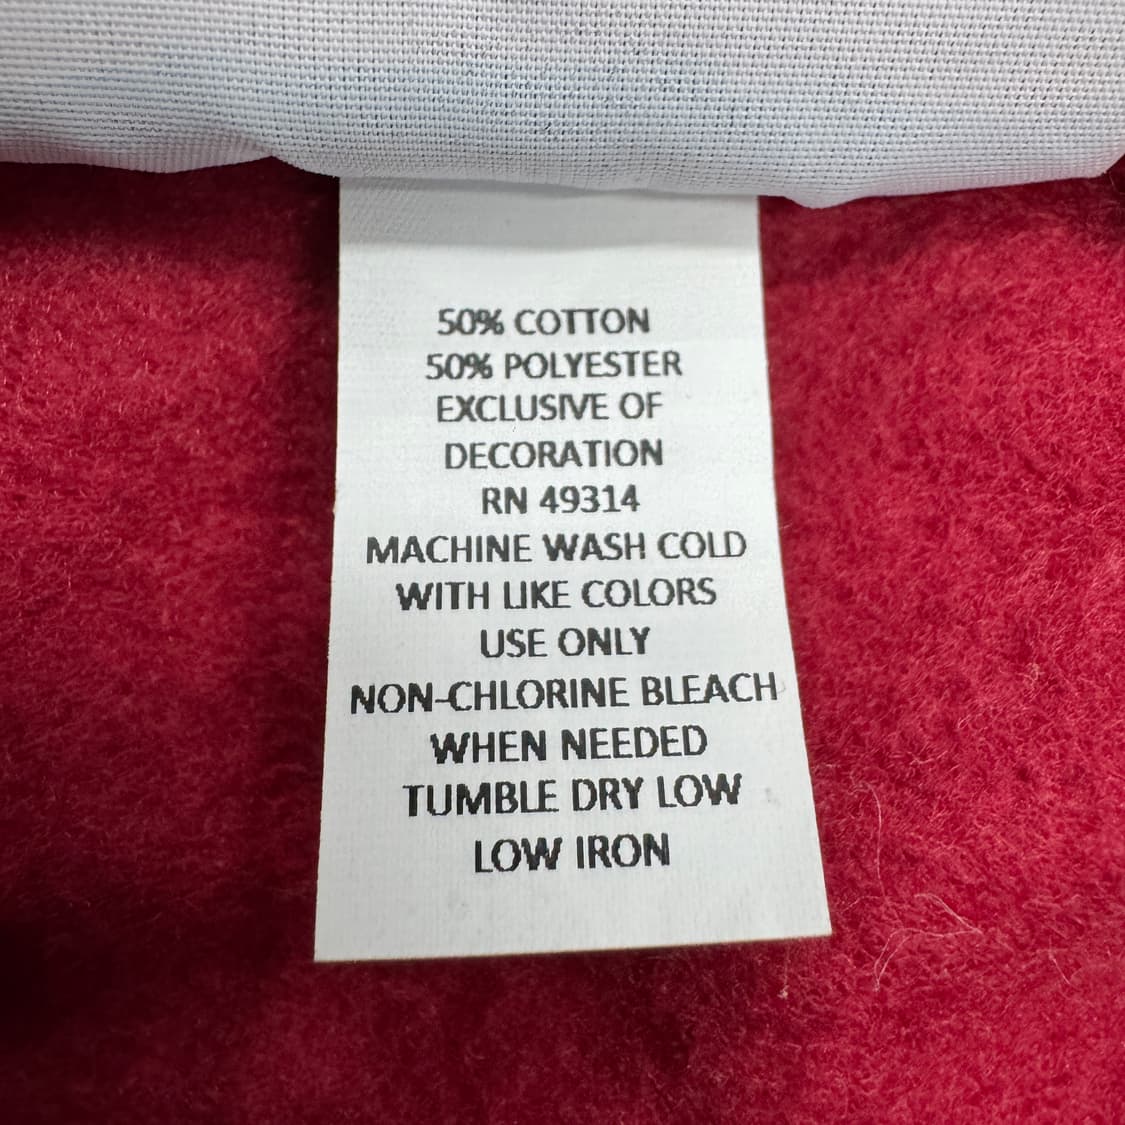 50% COTTON
50% POLYESTER
EXCLUSIVE OF
DECORATION
RN 49314
MACHINE WASH COLD
WITH LIKE COLORS
USE ONLY
NON-CHLORINE BLEACH
WHEN NEEDED
TUMBLE DRY LOW
LOW IRON